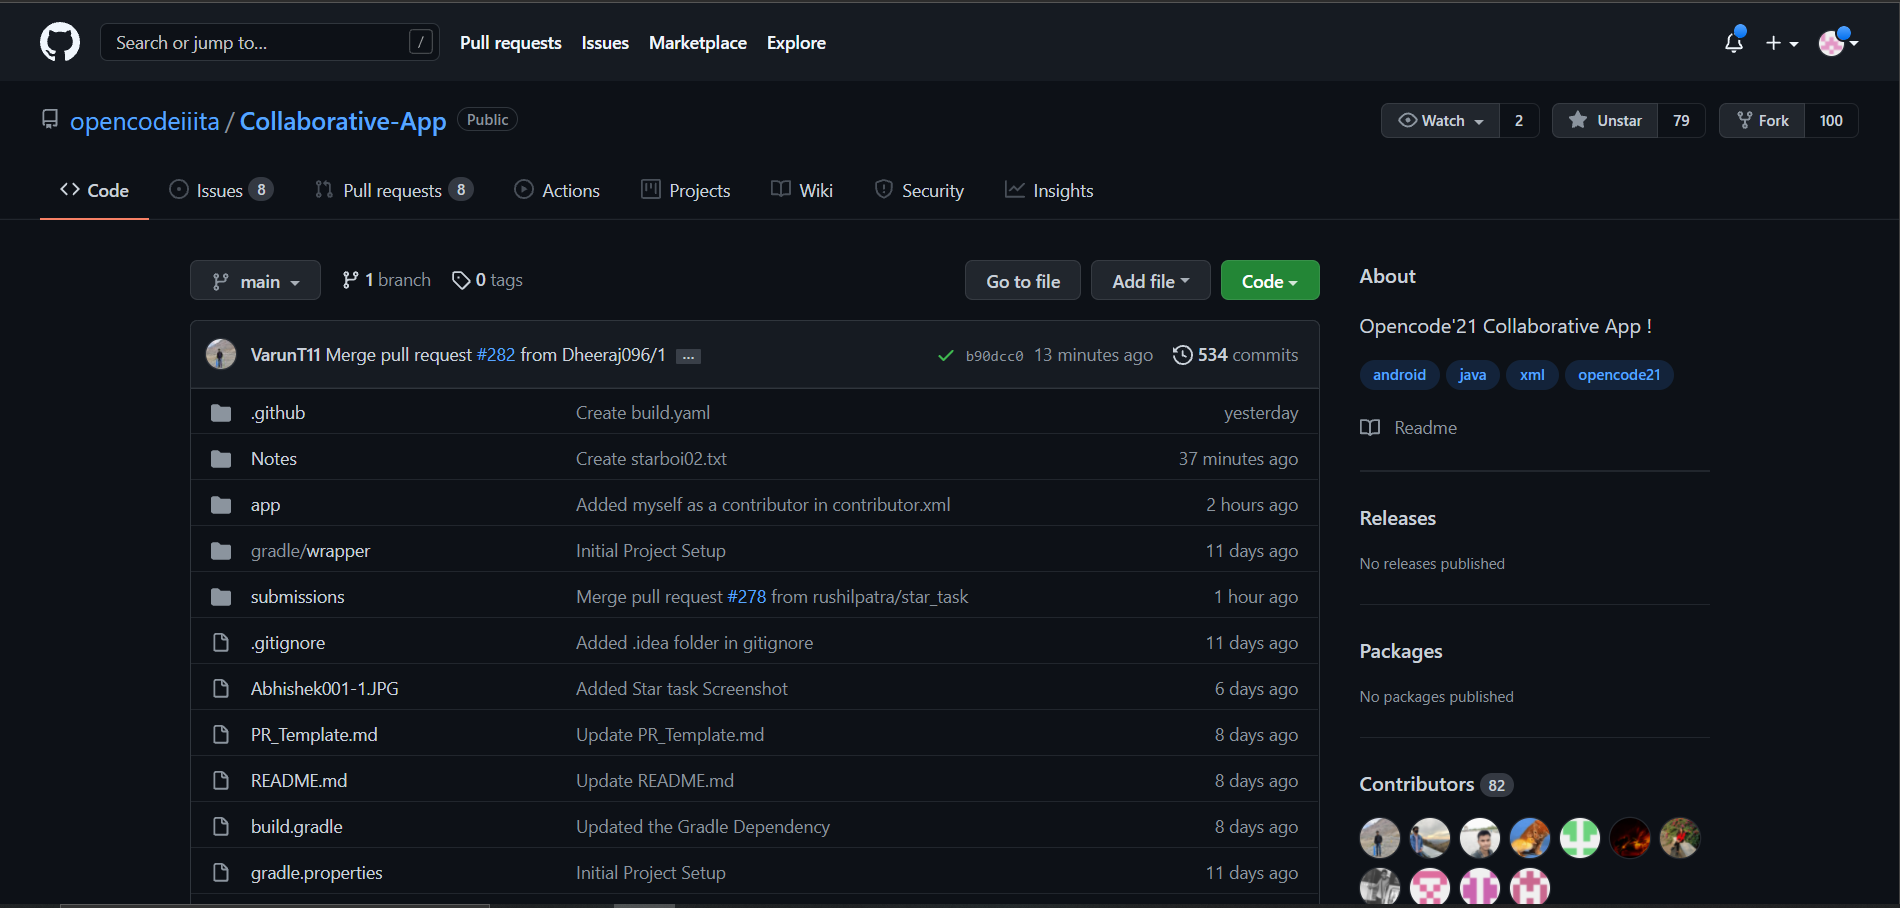 Search or jump to... / Pull requests Issues Marketplace Explore
opencodeiiita / Collaborative-App Public Watch 2 Unstar 79 Fork 100
Code Issues 8 Pull requests 8 Actions Projects Wiki Security Insights
main 1 branch 0 tags Go to file Add file Code
VarunT11 Merge pull request #282 from Dheeraj096/1 ... b90dcc0 13 minutes ago 534 commits
.github Create build.yaml yesterday
Notes Create starboi02.txt 37 minutes ago
app Added myself as a contributor in contributor.xml 2 hours ago
gradle/wrapper Initial Project Setup 11 days ago
submissions Merge pull request #278 from rushilpatra/star_task 1 hour ago
.gitignore Added .idea folder in gitignore 11 days ago
Abhishek001-1.JPG Added Star task Screenshot 6 days ago
PR_Template.md Update PR_Template.md 8 days ago
README.md Update README.md 8 days ago
build.gradle Updated the Gradle Dependency 8 days ago
gradle.properties Initial Project Setup 11 days ago
About
Opencode'21 Collaborative App !
android java xml opencode21
Readme
Releases
No releases published
Packages
No packages published
Contributors 82